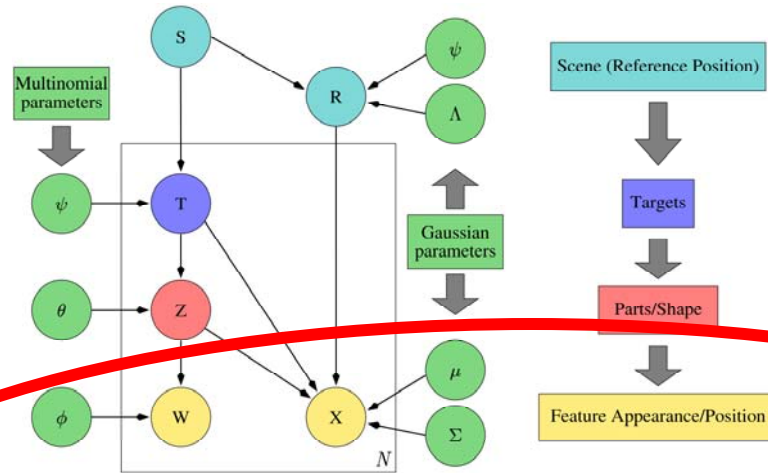 S
ψ
Scene (Reference Position)
Multinomial
parameters
R
Λ
ψ
T
Targets
Gaussian
parameters
θ
Z
Parts/Shape
μ
ϕ
W
X
Feature Appearance/Position
Σ
N